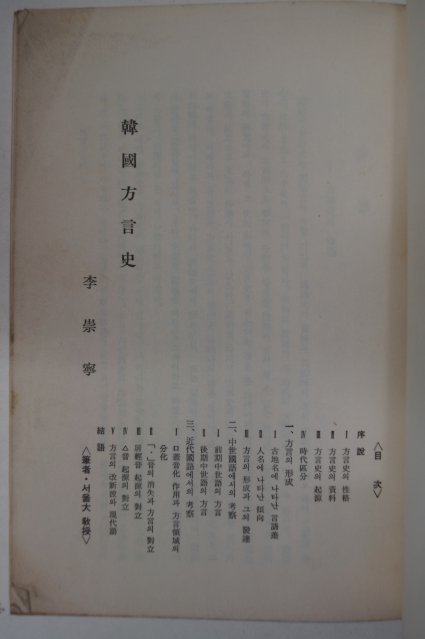 韓國方言史
李崇寧
〈目 次〉
序說
Ⅰ 方言史의 性格
Ⅱ 方言史의 資料
Ⅲ 方言史의 起源
Ⅳ 時代區分
一、方言의 形成
Ⅰ 古地名에 나타난 言語差
Ⅱ 人名에 나타난 傾向
Ⅲ 方言의 形成과 그의 發達
二、中世國語에서의 考察
Ⅰ 前期中世語의 方言
Ⅱ 後期中世語의 方言
三、近代國語에서의 考察
Ⅰ 口蓋音化 作用과 方言領域의
分化
Ⅱ 「·」音의 消失과 方言의 對立
Ⅲ 脣輕音 起源의 對立
Ⅳ △音 起源의 對立
Ⅴ 方言의 改新波와 現代語
結語
〈筆者·서울大 敎授〉